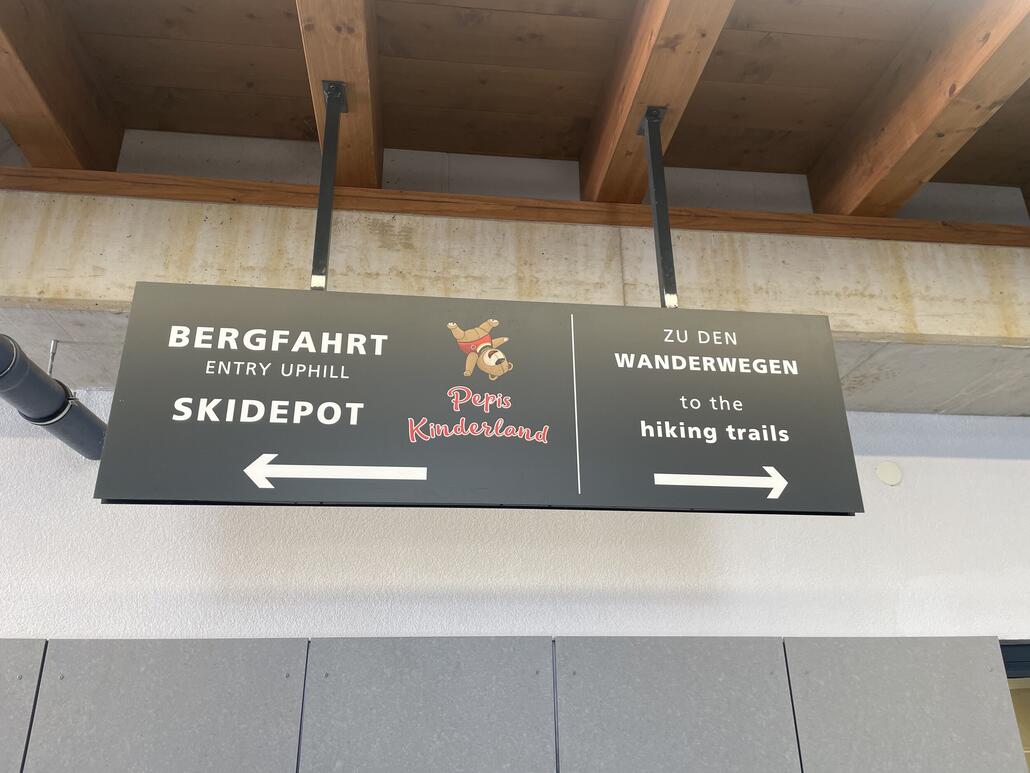 BERGFAHRT
ENTRY UPHILL
SKIDEPOT
Pepis
Kinderland
ZU DEN
WANDERWEGEN
to the
hiking trails